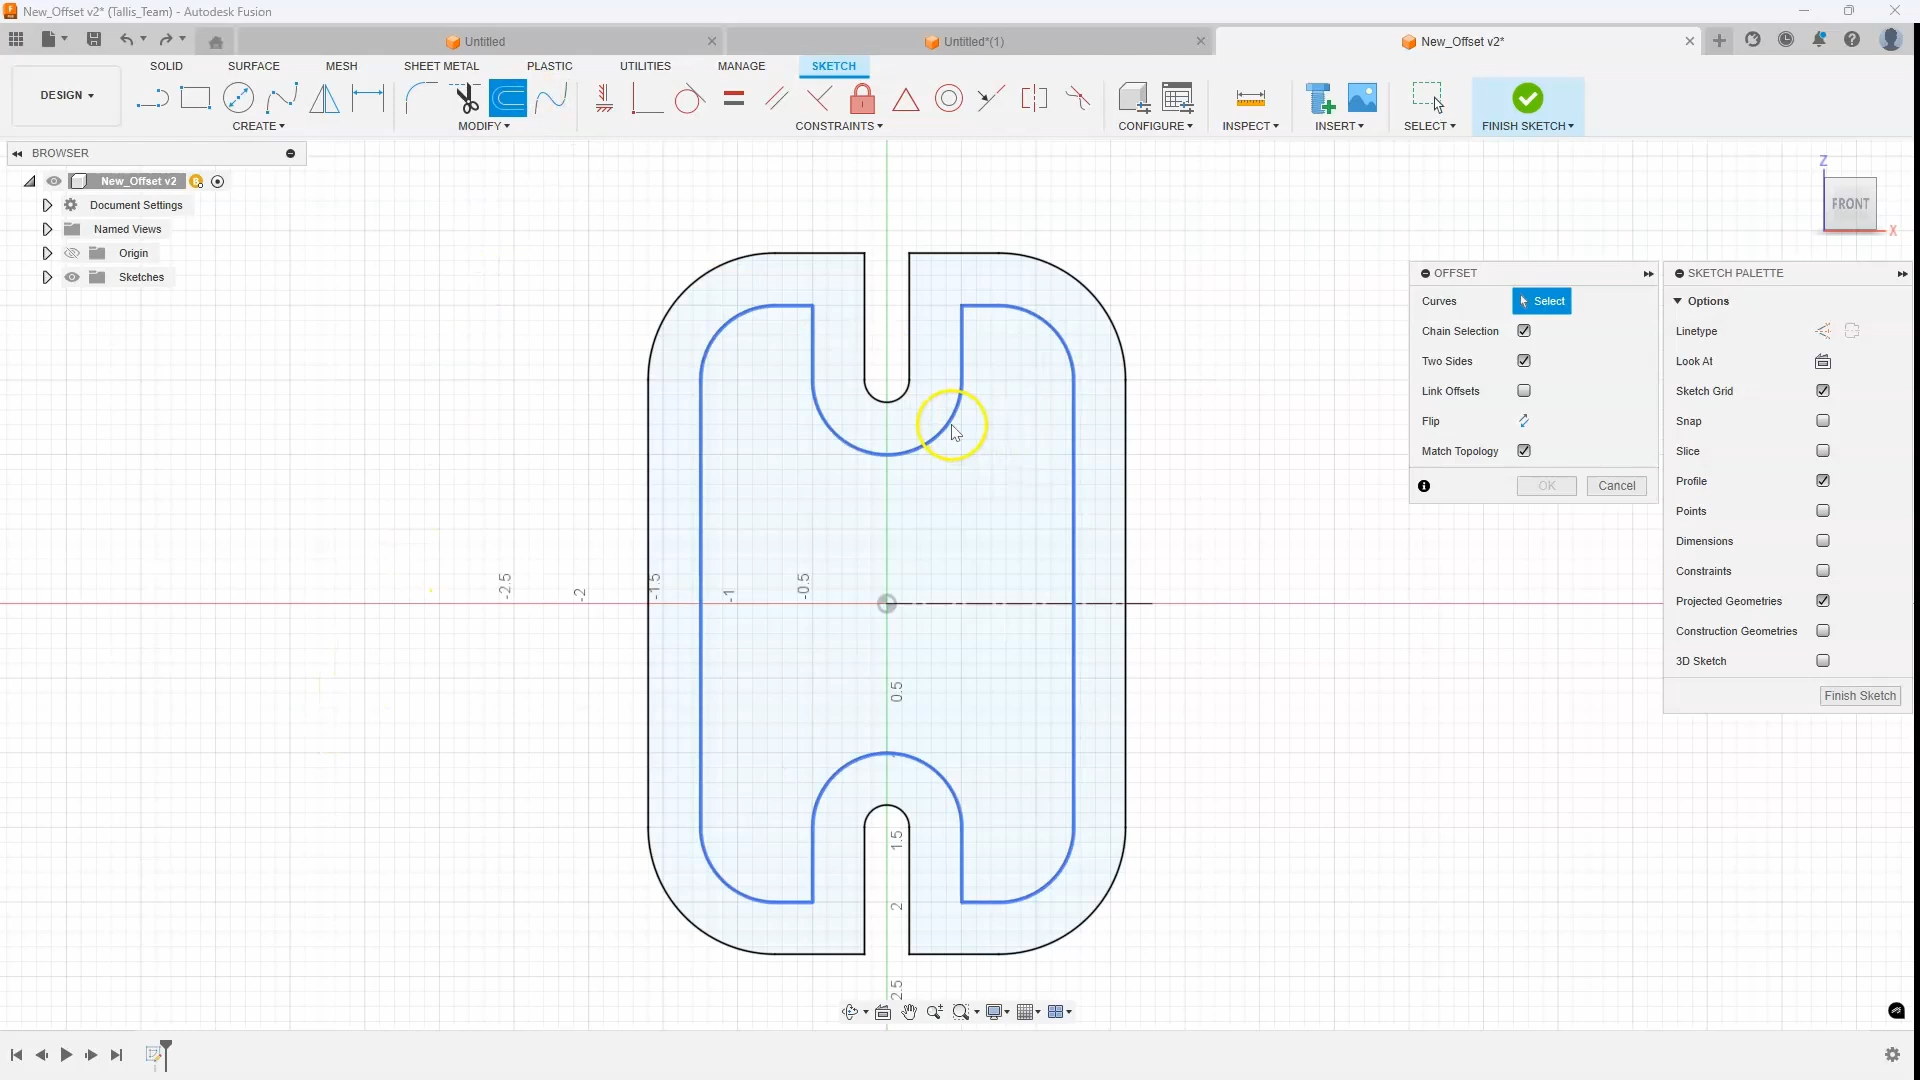 New_Offset v2* (Tallis_Team) - Autodesk Fusion
Untitled
Untitled*(1)
New_Offset v2*
DESIGN
SOLID
SURFACE
MESH
SHEET METAL
PLASTIC
UTILITIES
MANAGE
SKETCH
CREATE
MODIFY
CONSTRAINTS
CONFIGURE
INSPECT
INSERT
SELECT
FINISH SKETCH
BROWSER
New_Offset v2
Document Settings
Named Views
Origin
Sketches
Z
FRONT
X
OFFSET
Curves
Select
Chain Selection
Two Sides
Link Offsets
Flip
Match Topology
OK
Cancel
SKETCH PALETTE
Options
Linetype
Look At
Sketch Grid
Snap
Slice
Profile
Points
Dimensions
Constraints
Projected Geometries
Construction Geometries
3D Sketch
Finish Sketch
-2.5
-2
-1.5
-1
-0.5
0.5
1.5
2
2.5